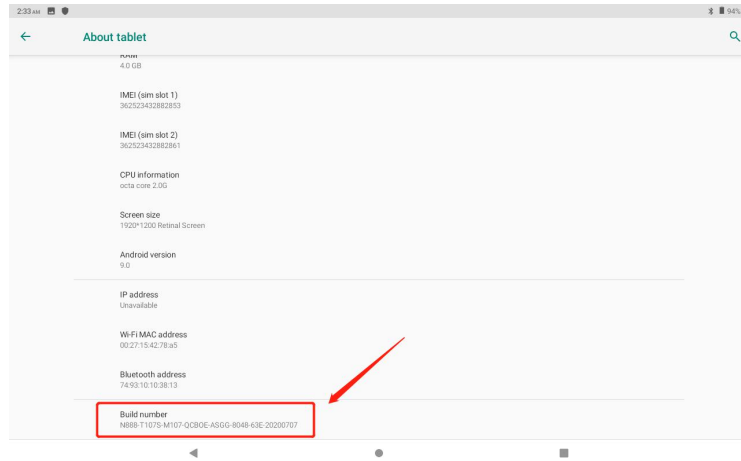 2:33 AM
94%
About tablet
RAM
4.0 GB
IMEI (sim slot 1)
362523432882853
IMEI (sim slot 2)
362523432882861
CPU information
octa core 2.0G
Screen size
1920*1200 Retinal Screen
Android version
9.0
IP address
Unavailable
Wi-Fi MAC address
00:27:15:42:78:a5
Bluetooth address
74:93:10:10:38:13
Build number
N888-T107S-M107-QCBOE-ASGG-8048-63E-20200707